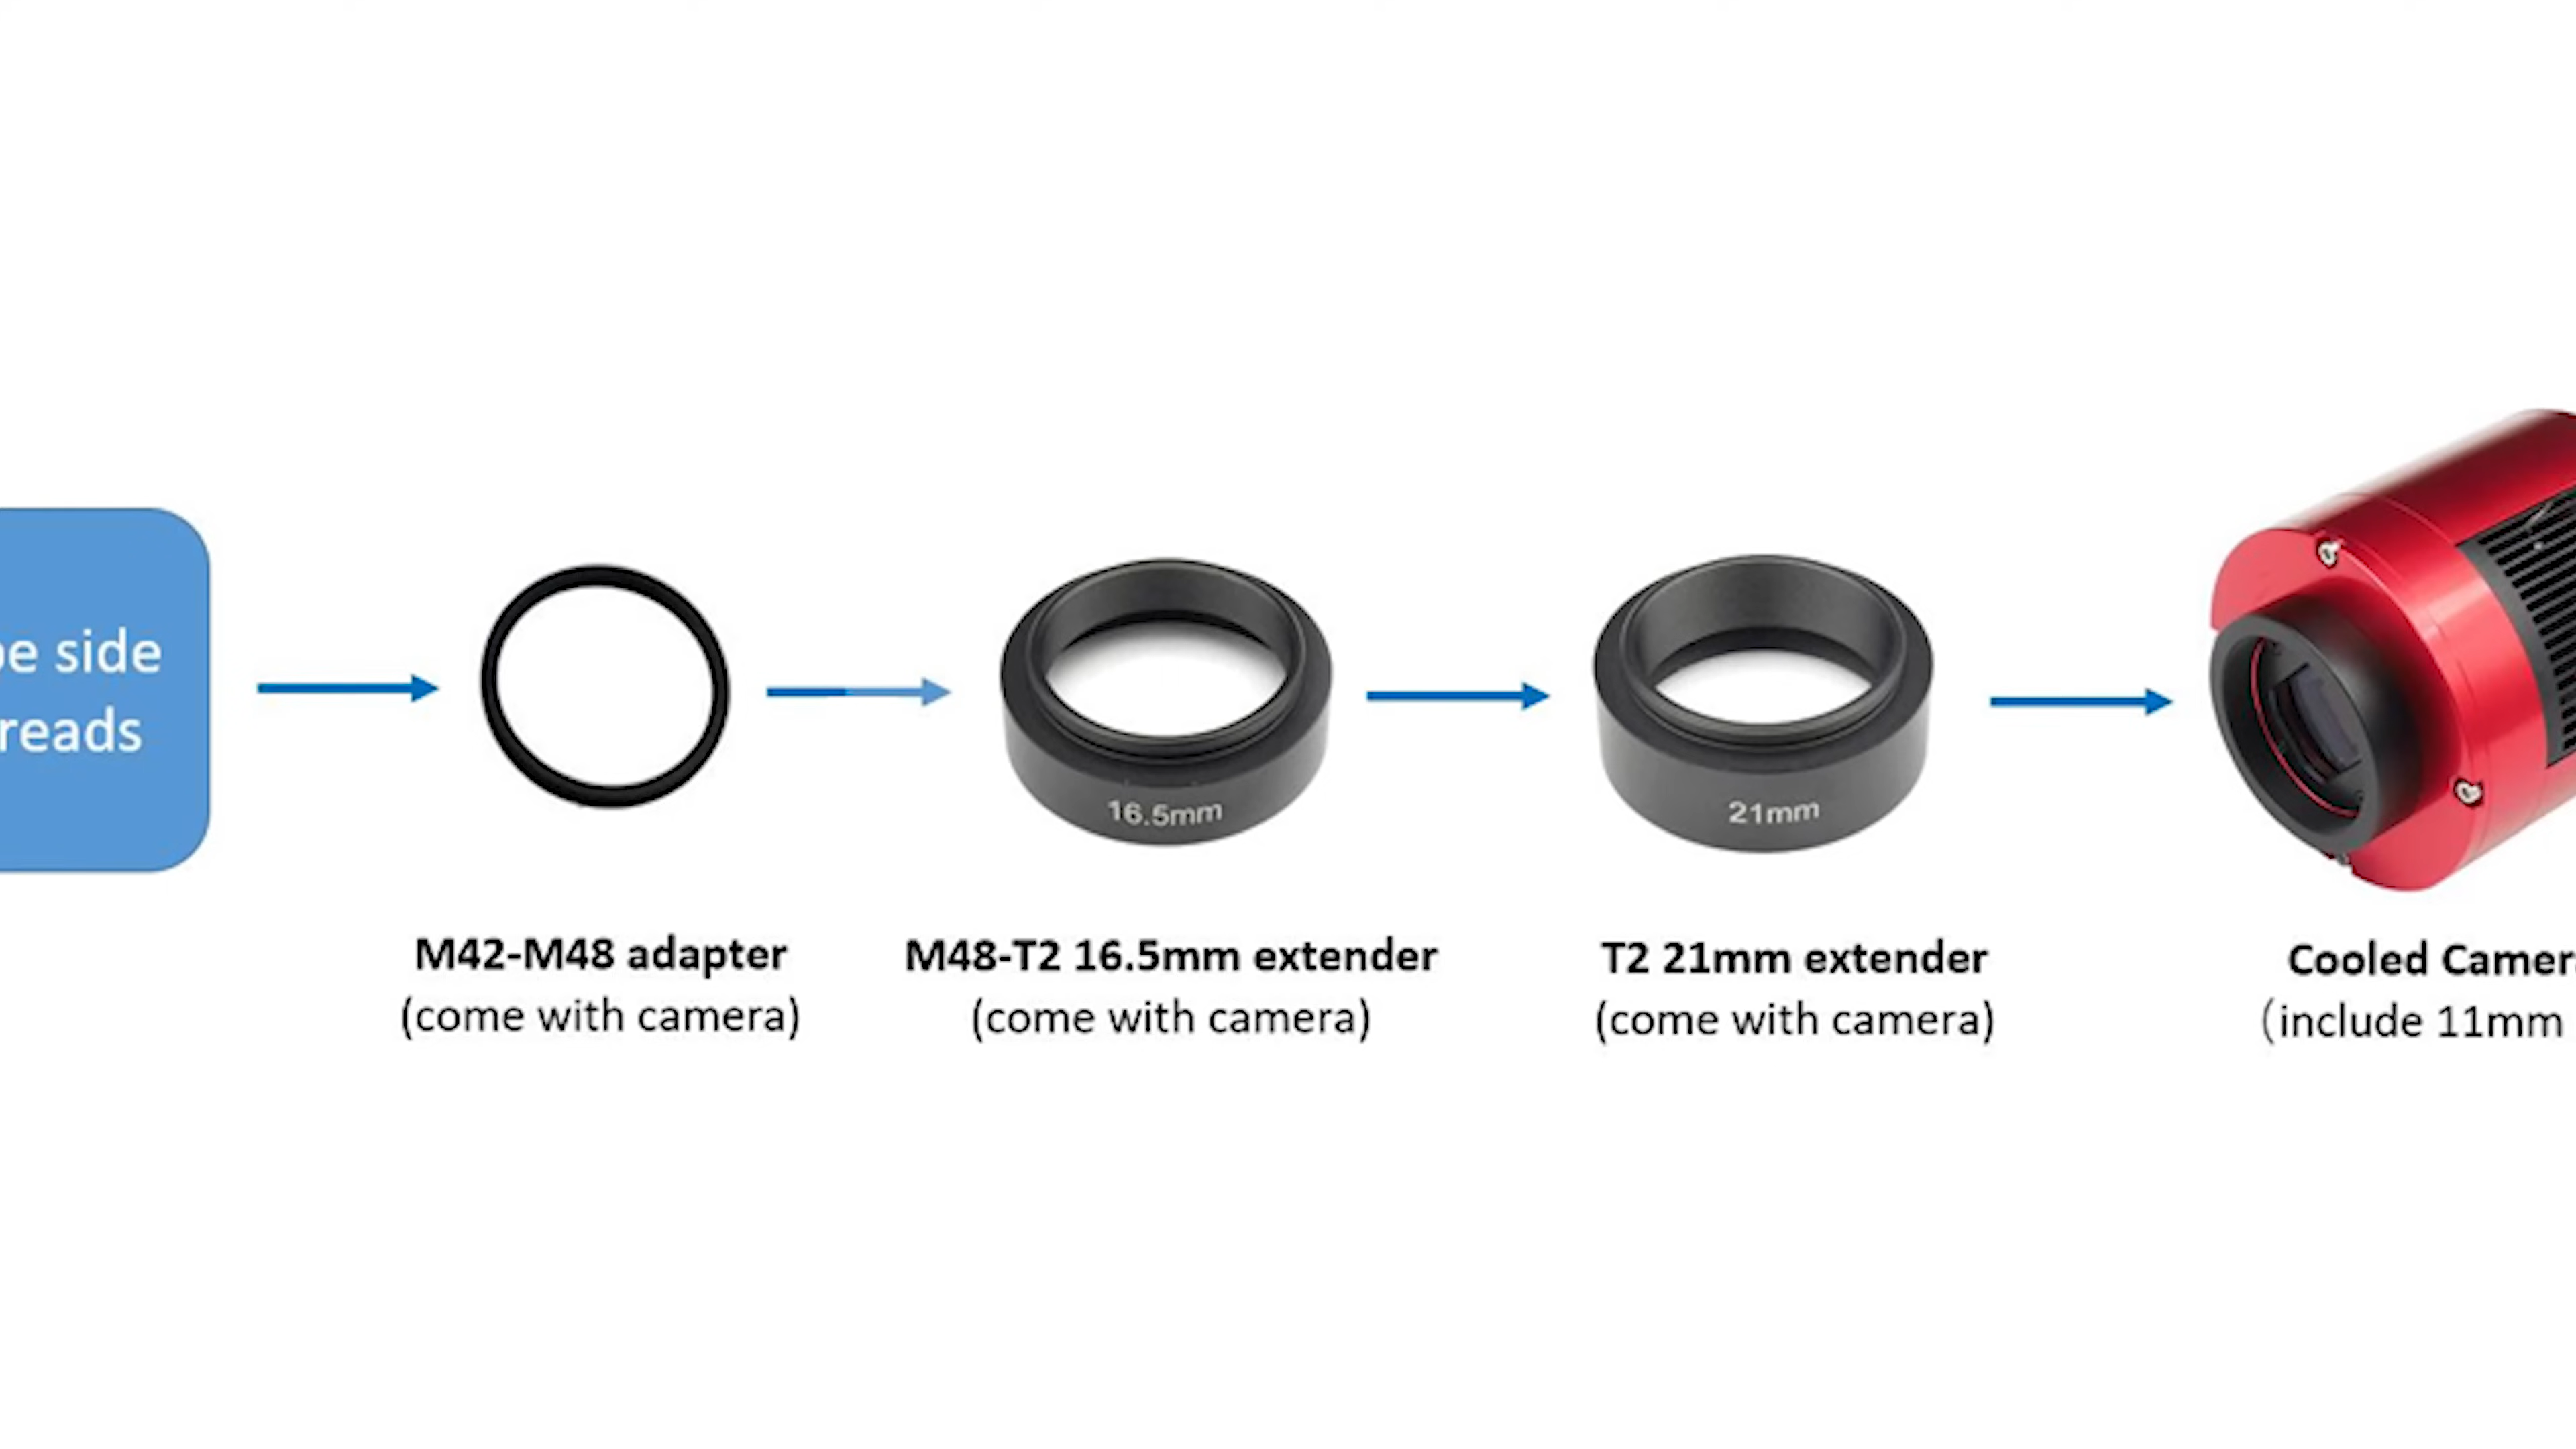 be side
reads
16.5mm
21mm
M42-M48 adapter
(come with camera)
M48-T2 16.5mm extender
(come with camera)
T2 21mm extender
(come with camera)
Cooled Camer
(include 11mm